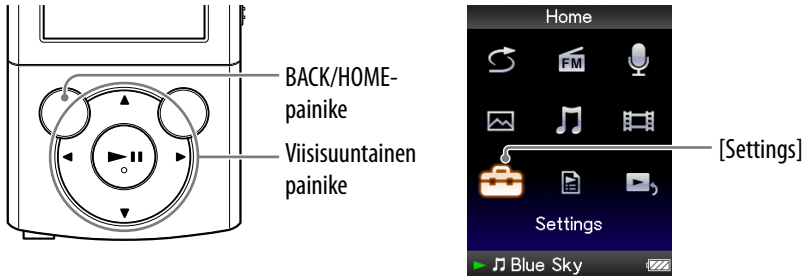 BACK/HOME-
painike
Viisisuuntainen
painike
Home
FM
[Settings]
Settings
Blue Sky